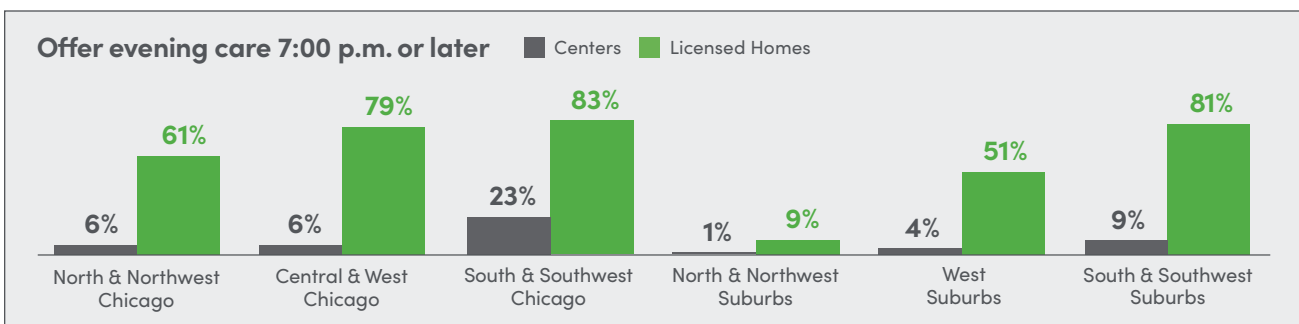 Offer evening care 7:00 p.m. or later Centers Licensed Homes
6% 61% 6% 79% 23% 83% 1% 9% 4% 51% 9% 81%
North & Northwest Central & West South & Southwest North & Northwest West South & Southwest
Chicago Chicago Chicago Suburbs Suburbs Suburbs